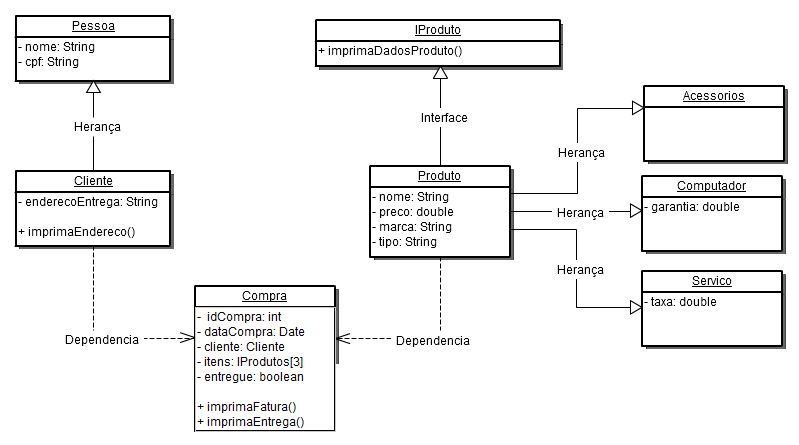 Pessoa
- nome: String
- cpf: String
Herança
Cliente
- enderecoEntrega: String
+ imprimaEndereco()
IProduto
+ imprimaDadosProduto()
Interface
Produto
- nome: String
- preco: double
- marca: String
- tipo: String
Herança
Acessorios
Herança
Computador
- garantia: double
Herança
Servico
- taxa: double
Dependencia
Compra
- idCompra: int
- dataCompra: Date
- cliente: Cliente
- itens: IProdutos[3]
- entregue: boolean
+ imprimaFatura()
+ imprimaEntrega()
Dependencia